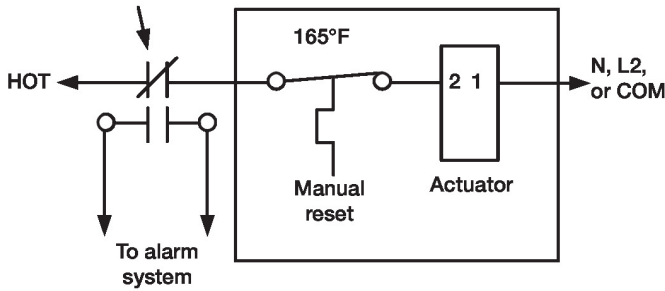 165°F
HOT
2 1
N, L2,
or COM
Manual
reset
Actuator
To alarm
system